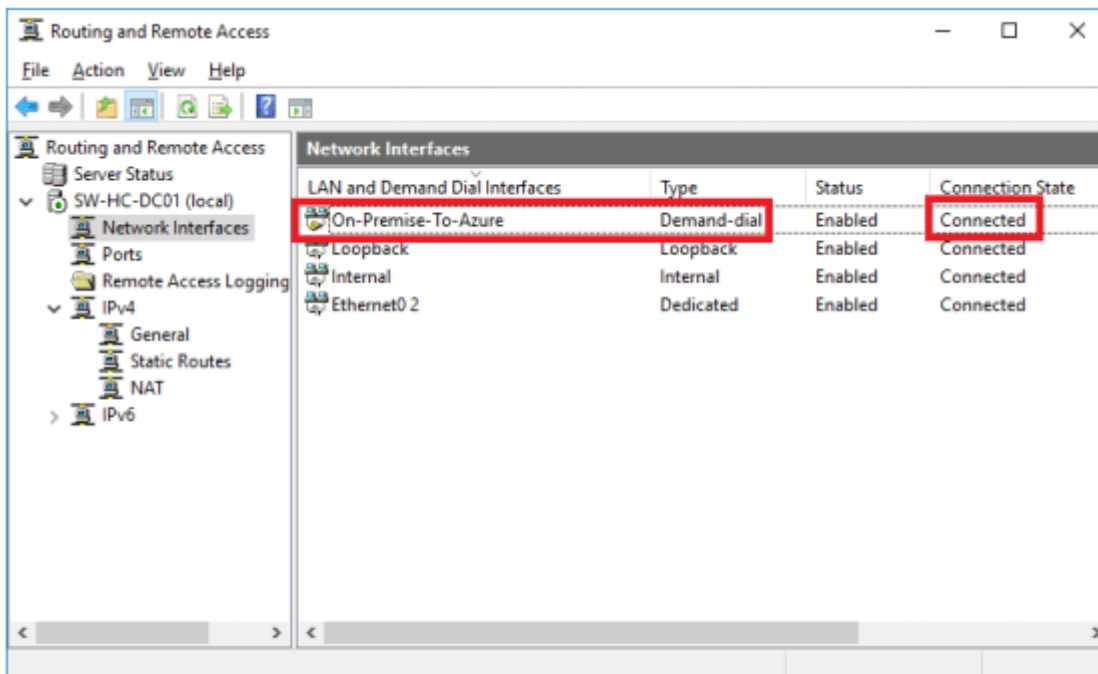 Routing and Remote Access
File Action View Help
Routing and Remote Access
Server Status
SW-HC-DC01 (local)
Network Interfaces
Ports
Remote Access Logging
IPv4
General
Static Routes
NAT
IPv6
Network Interfaces
LAN and Demand Dial Interfaces Type Status Connection State
On-Premise-To-Azure Demand-dial Enabled Connected
Loopback Loopback Enabled Connected
Internal Internal Enabled Connected
Ethernet0 2 Dedicated Enabled Connected